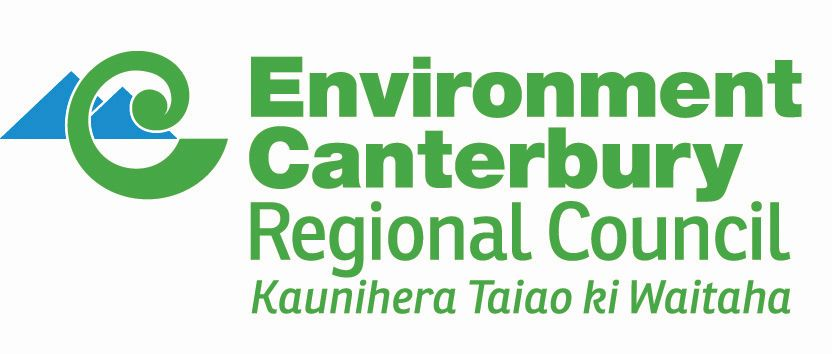 Environment
Canterbury
Regional Council
Kaunihera Taiao ki Waitaha